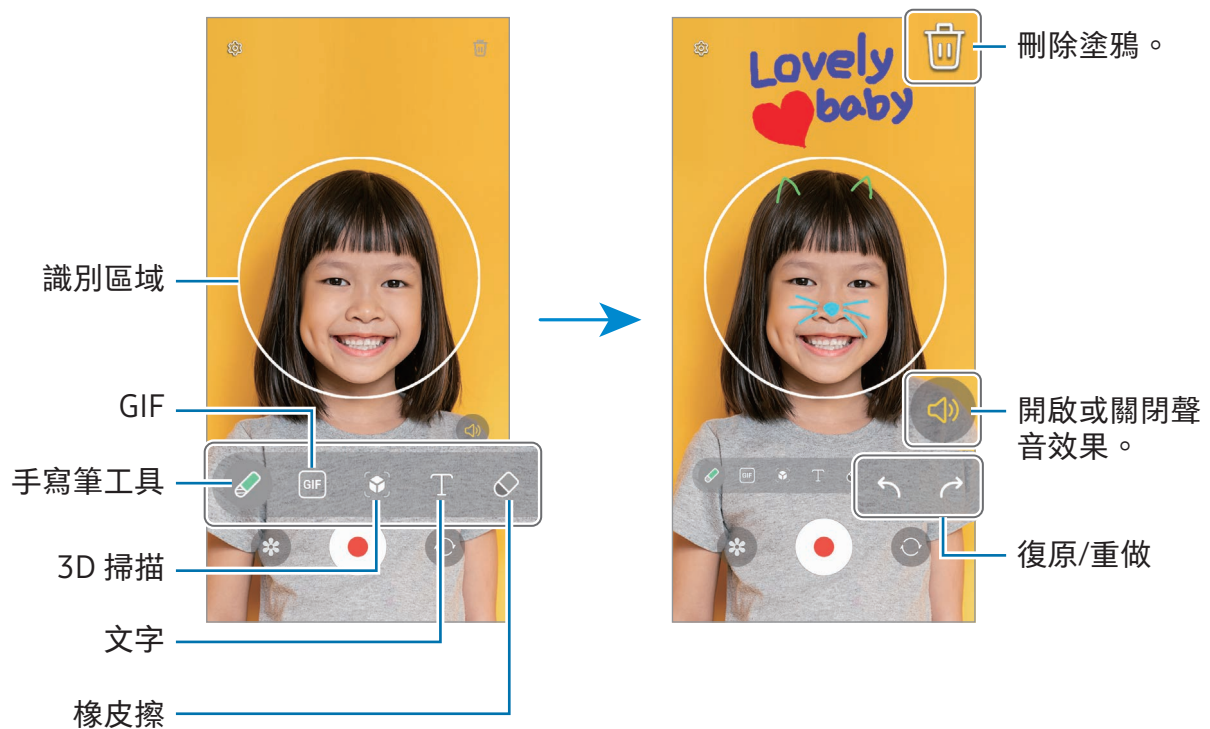 識別區域
GIF
手寫筆工具
3D 掃描
文字
橡皮擦
GIF
T
Lovely
baby
刪除塗鴉。
開啟或關閉聲
音效果。
GIF
T
復原/重做